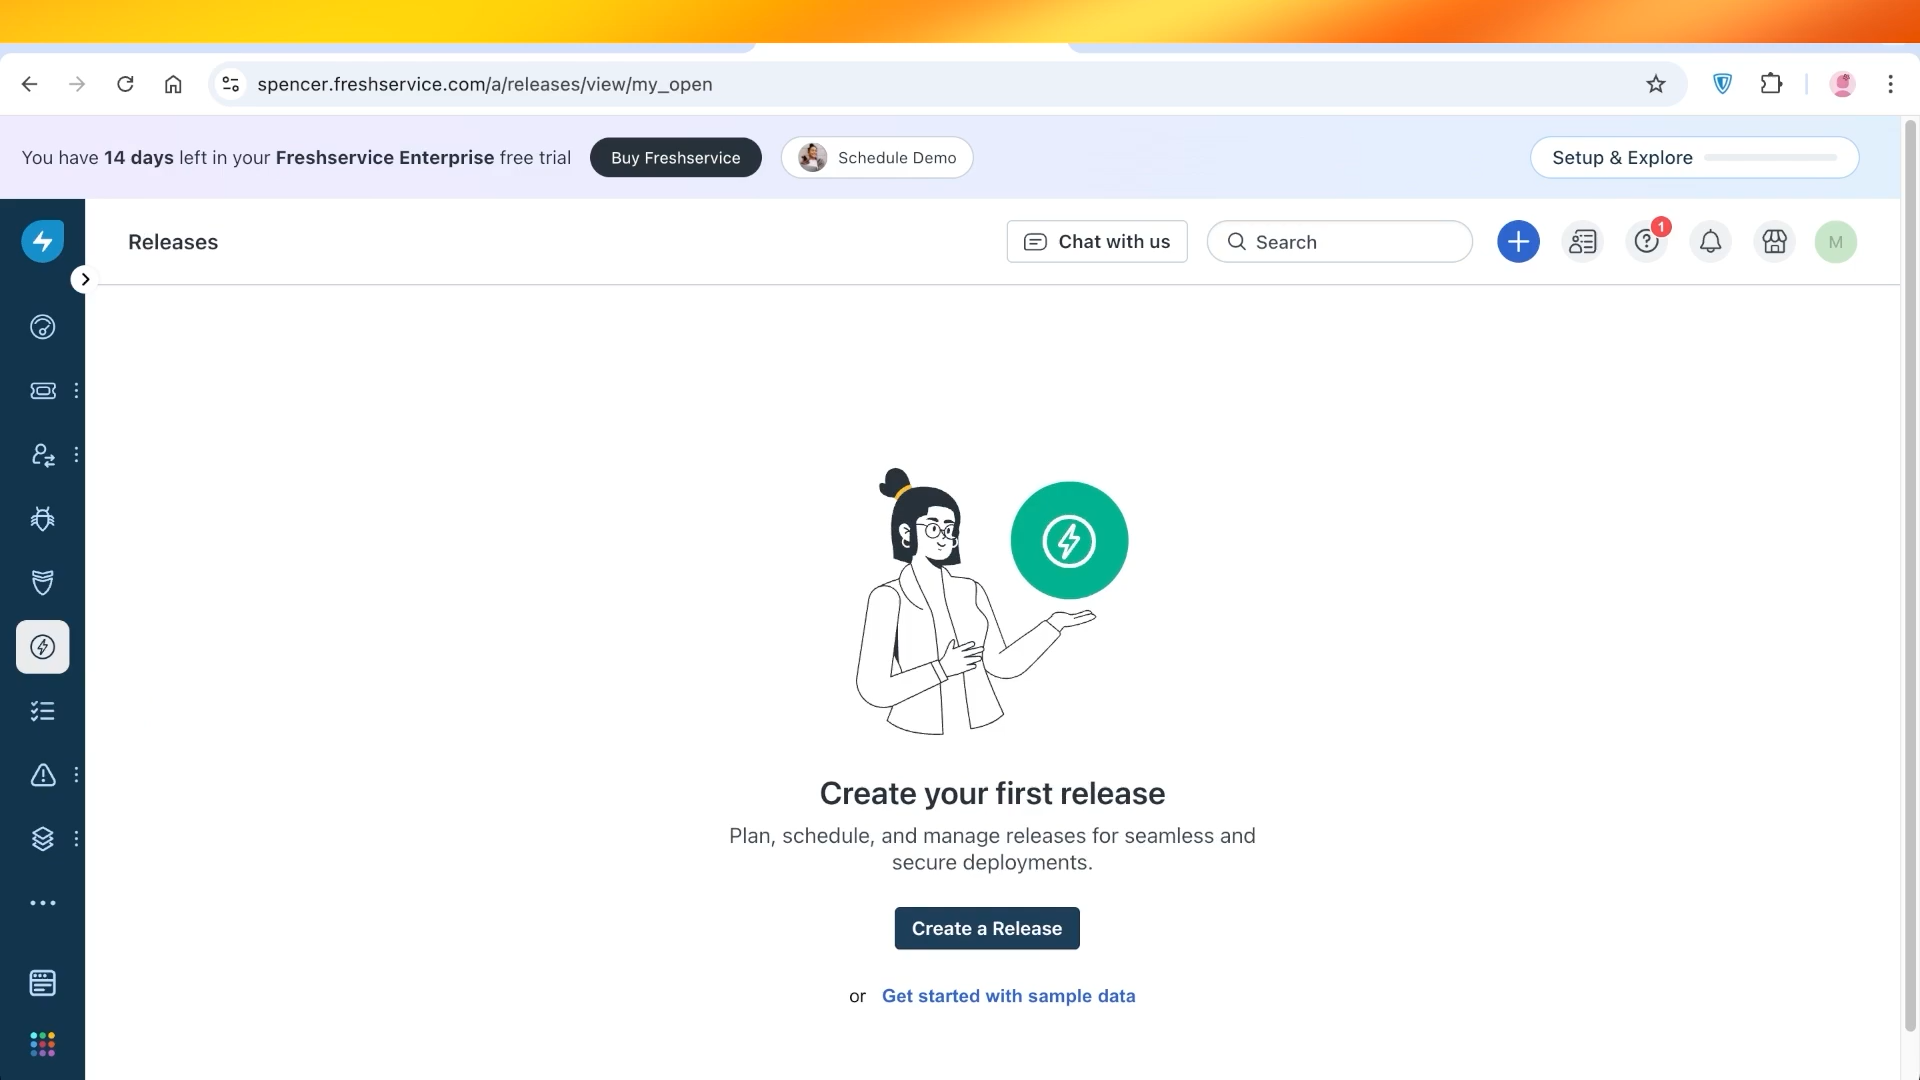 spencer.freshservice.com/a/releases/view/my_open
You have 14 days left in your Freshservice Enterprise free trial
Buy Freshservice
Schedule Demo
Setup & Explore
Releases
Chat with us
Search
1
M
Create your first release
Plan, schedule, and manage releases for seamless and
secure deployments.
Create a Release
or Get started with sample data